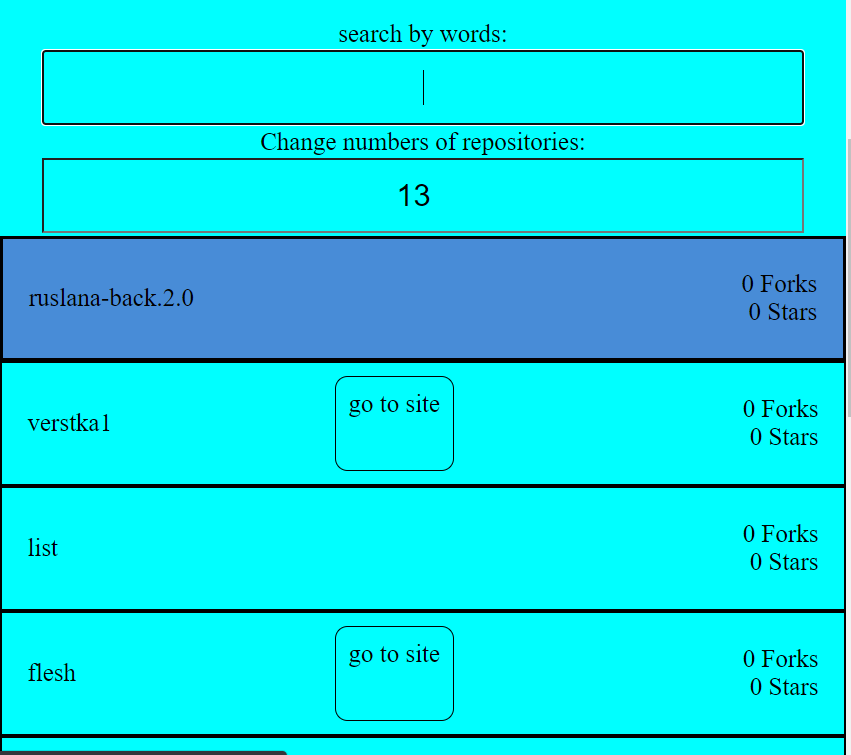 search by words:
Change numbers of repositories:
13
ruslana-back.2.0
0 Forks
0 Stars
verstka1
go to site
0 Forks
0 Stars
list
0 Forks
0 Stars
flesh
go to site
0 Forks
0 Stars